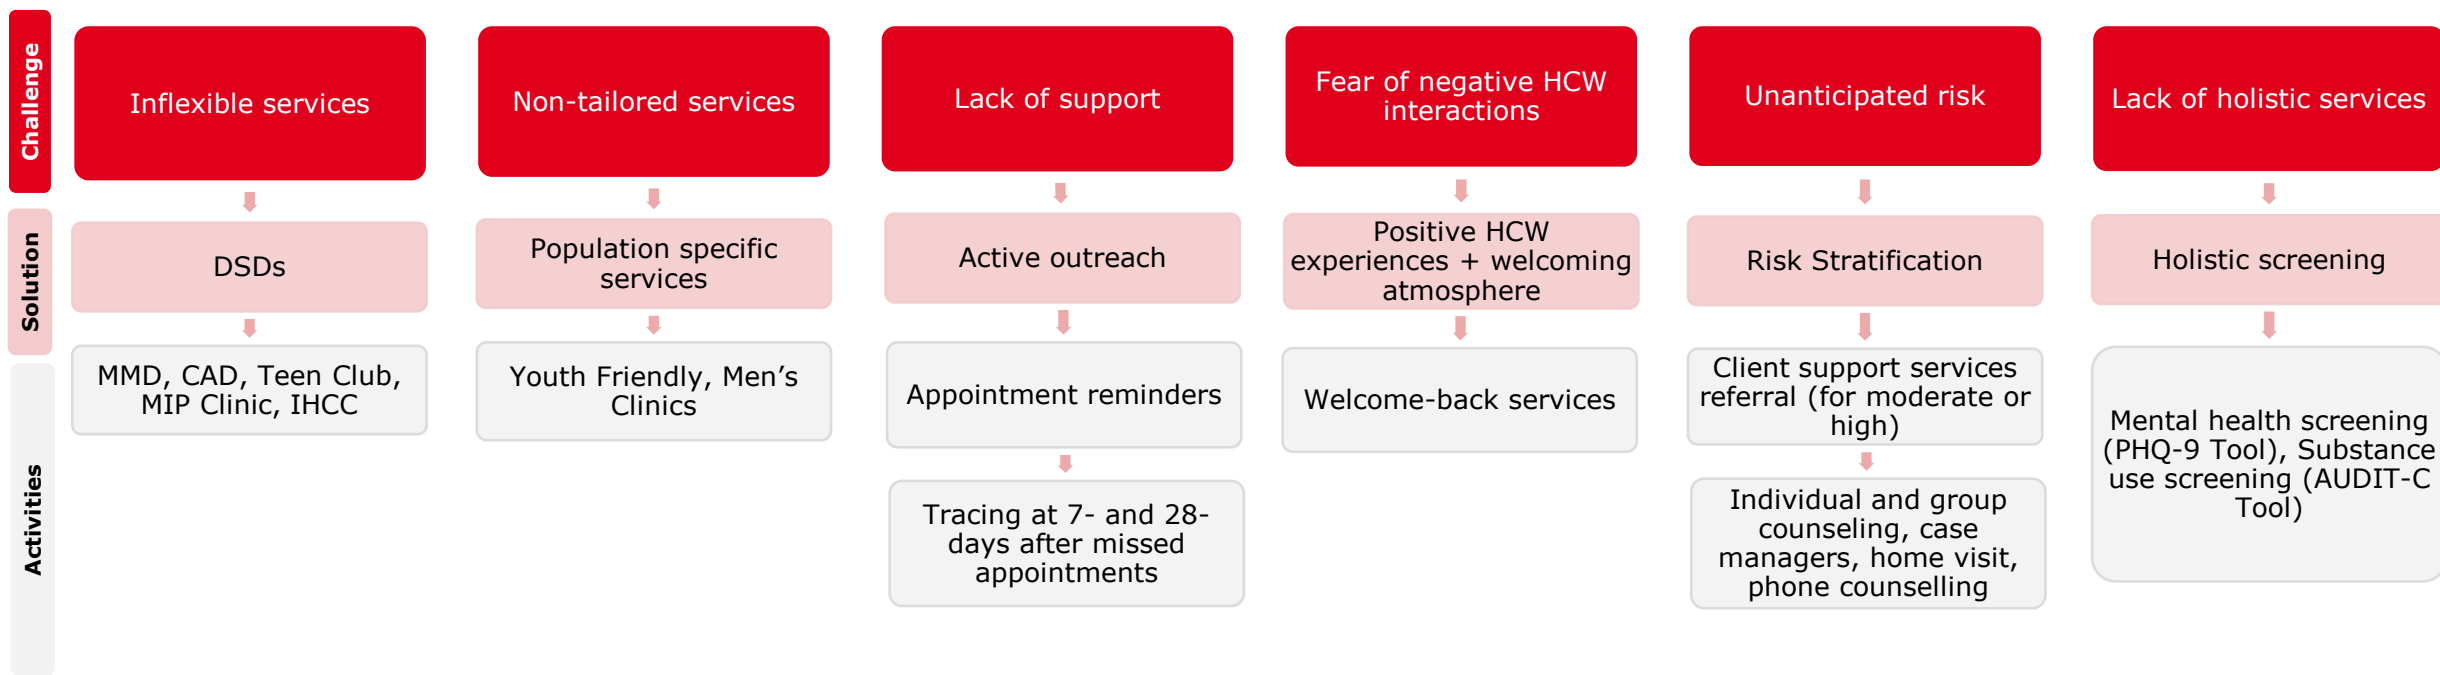 Challenge
Inflexible services
Non-tailored services
Lack of support
Fear of negative HCW
interactions
Unanticipated risk
Lack of holistic services
Solution
DSDs
Population specific
services
Active outreach
Positive HCW
experiences + welcoming
atmosphere
Risk Stratification
Holistic screening
Activities
MMD, CAD, Teen Club,
MIP Clinic, IHCC
Youth Friendly, Men’s
Clinics
Appointment reminders
Tracing at 7- and 28-
days after missed
appointments
Welcome-back services
Client support services
referral (for moderate or
high)
Individual and group
counseling, case
managers, home visit,
phone counselling
Mental health screening
(PHQ-9 Tool), Substance
use screening (AUDIT-C
Tool)